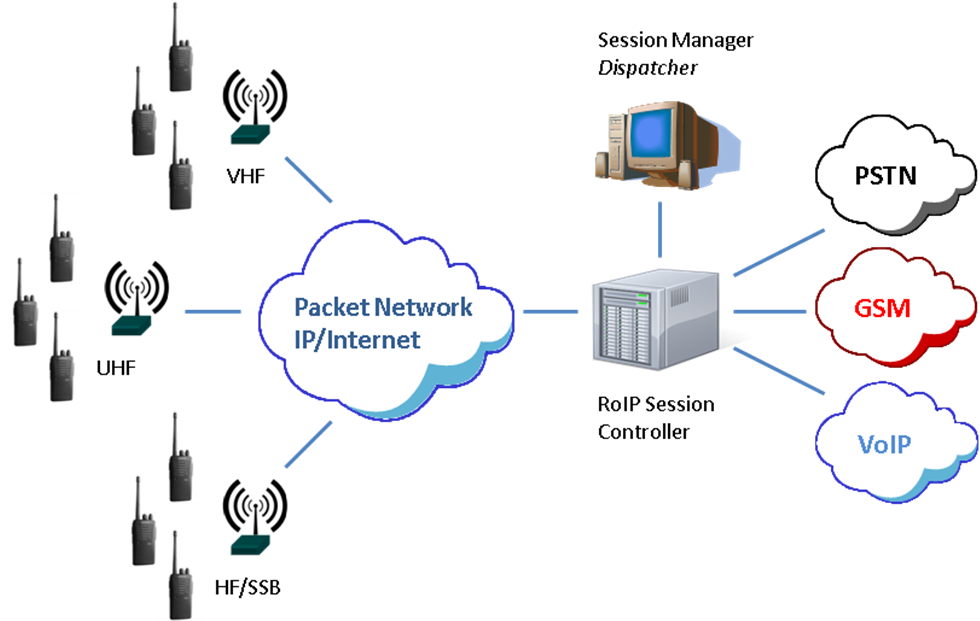 Session Manager
Dispatcher
VHF
PSTN
Packet Network
IP/Internet
GSM
UHF
RoIP Session
Controller
VoIP
HF/SSB